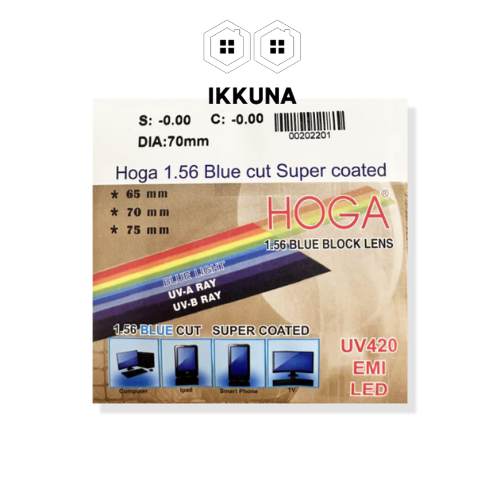 IKKUNA
S: -0.00 C: -0.00
00202201
DIA:70mm
Hoga 1.56 Blue cut Super coated
* 65 mm
* 70 mm
* 75 mm
HOGA®
1.56 BLUE BLOCK LENS
BLUE LIGHT
UV-A RAY
UV-B RAY
1.56 BLUE CUT SUPER COATED
Computer Ipad Smart Phone TV
UV420
EMI
LED